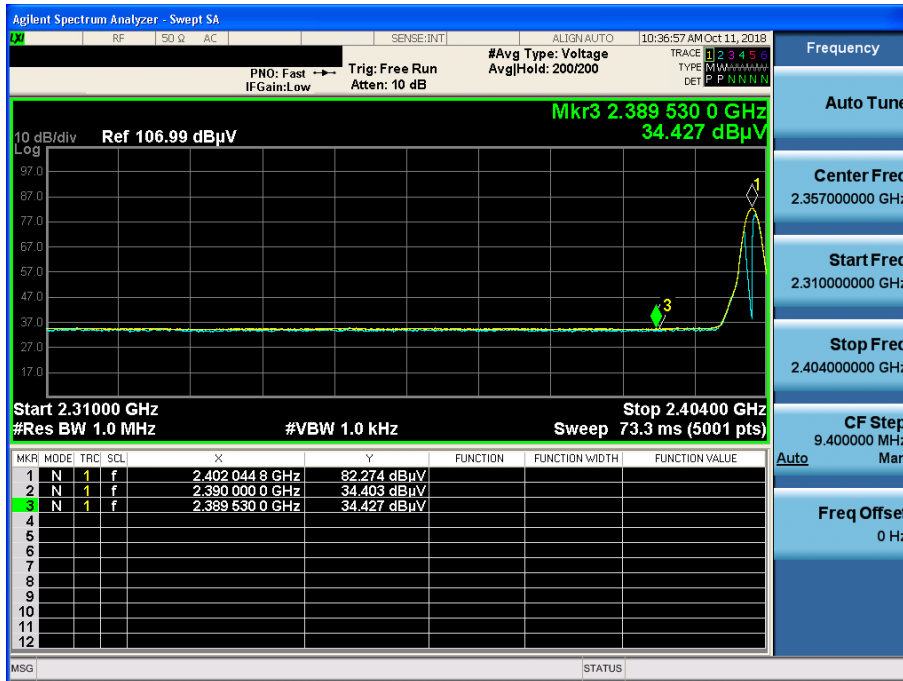 Agilent Spectrum Analyzer - Swept SA
LXI RF 50 Ω AC SENSE:INT ALIGN AUTO 10:36:57 AM Oct 11, 2018
PNO: Fast Trig: Free Run #Avg Type: Voltage TRACE 1 2 3 4 5 6
IFGain:Low Atten: 10 dB Avg|Hold: 200/200 TYPE M WWWWWW
DET P P N N N N
Mkr3 2.389 530 0 GHz
34.427 dBµV
10 dB/div Ref 106.99 dBµV
Log
97.0
87.0
77.0
67.0
57.0
47.0
37.0
27.0
17.0
1
3
Start 2.31000 GHz Stop 2.40400 GHz
#Res BW 1.0 MHz #VBW 1.0 kHz Sweep 73.3 ms (5001 pts)
MKR MODE TRC SCL X Y FUNCTION FUNCTION WIDTH FUNCTION VALUE
1 N 1 f 2.402 044 8 GHz 82.274 dBµV
2 N 1 f 2.390 000 0 GHz 34.403 dBµV
3 N 1 f 2.389 530 0 GHz 34.427 dBµV
4
5
6
7
8
9
10
11
12
MSG STATUS
Frequency
Auto Tune
Center Freq
2.357000000 GHz
Start Freq
2.310000000 GHz
Stop Freq
2.404000000 GHz
CF Step
9.400000 MHz
Auto Man
Freq Offset
0 Hz